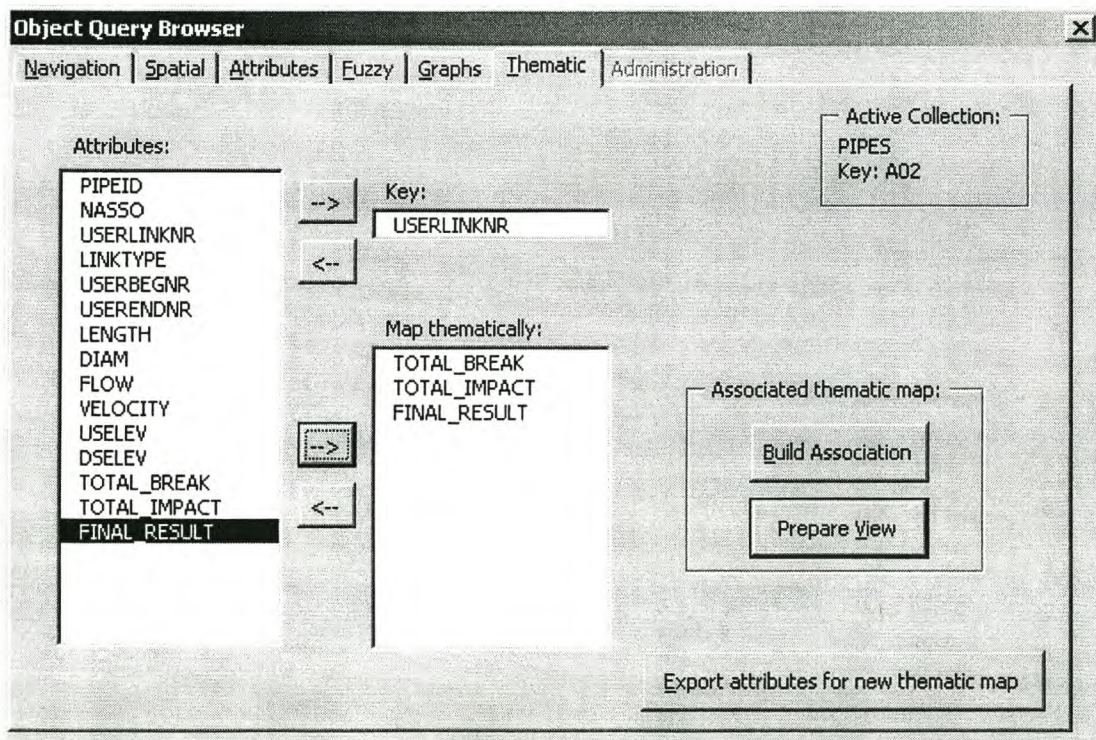 Object Query Browser
Navigation Spatial Attributes Fuzzy Graphs Thematic Administration
Active Collection:
PIPES
Key: A02
Attributes:
PIPEID
NASSO
USERLINKNR
LINKTYPE
USERBEGNR
USERENDNR
LENGTH
DIAM
FLOW
VELOCITY
USELEV
DSELEV
TOTAL_BREAK
TOTAL_IMPACT
FINAL_RESULT
-->
<--
Key:
USERLINKNR
-->
<--
Map thematically:
TOTAL_BREAK
TOTAL_IMPACT
FINAL_RESULT
Associated thematic map:
Build Association
Prepare View
Export attributes for new thematic map